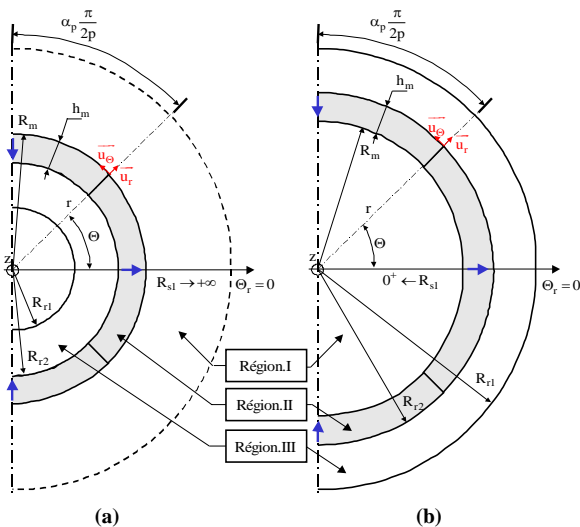 α_p π/2p
α_p π/2p
(a)
(b)
h_m
R_m
u_Θ
u_r
r
Θ
z
R_s1 → +∞
Θ_r = 0
R_r1
R_r2
h_m
R_m
u_Θ
u_r
r
Θ
z
0⁺ ← R_s1
Θ_r = 0
R_r1
R_r2
Région.I
Région.II
Région.III
(a)
(b)